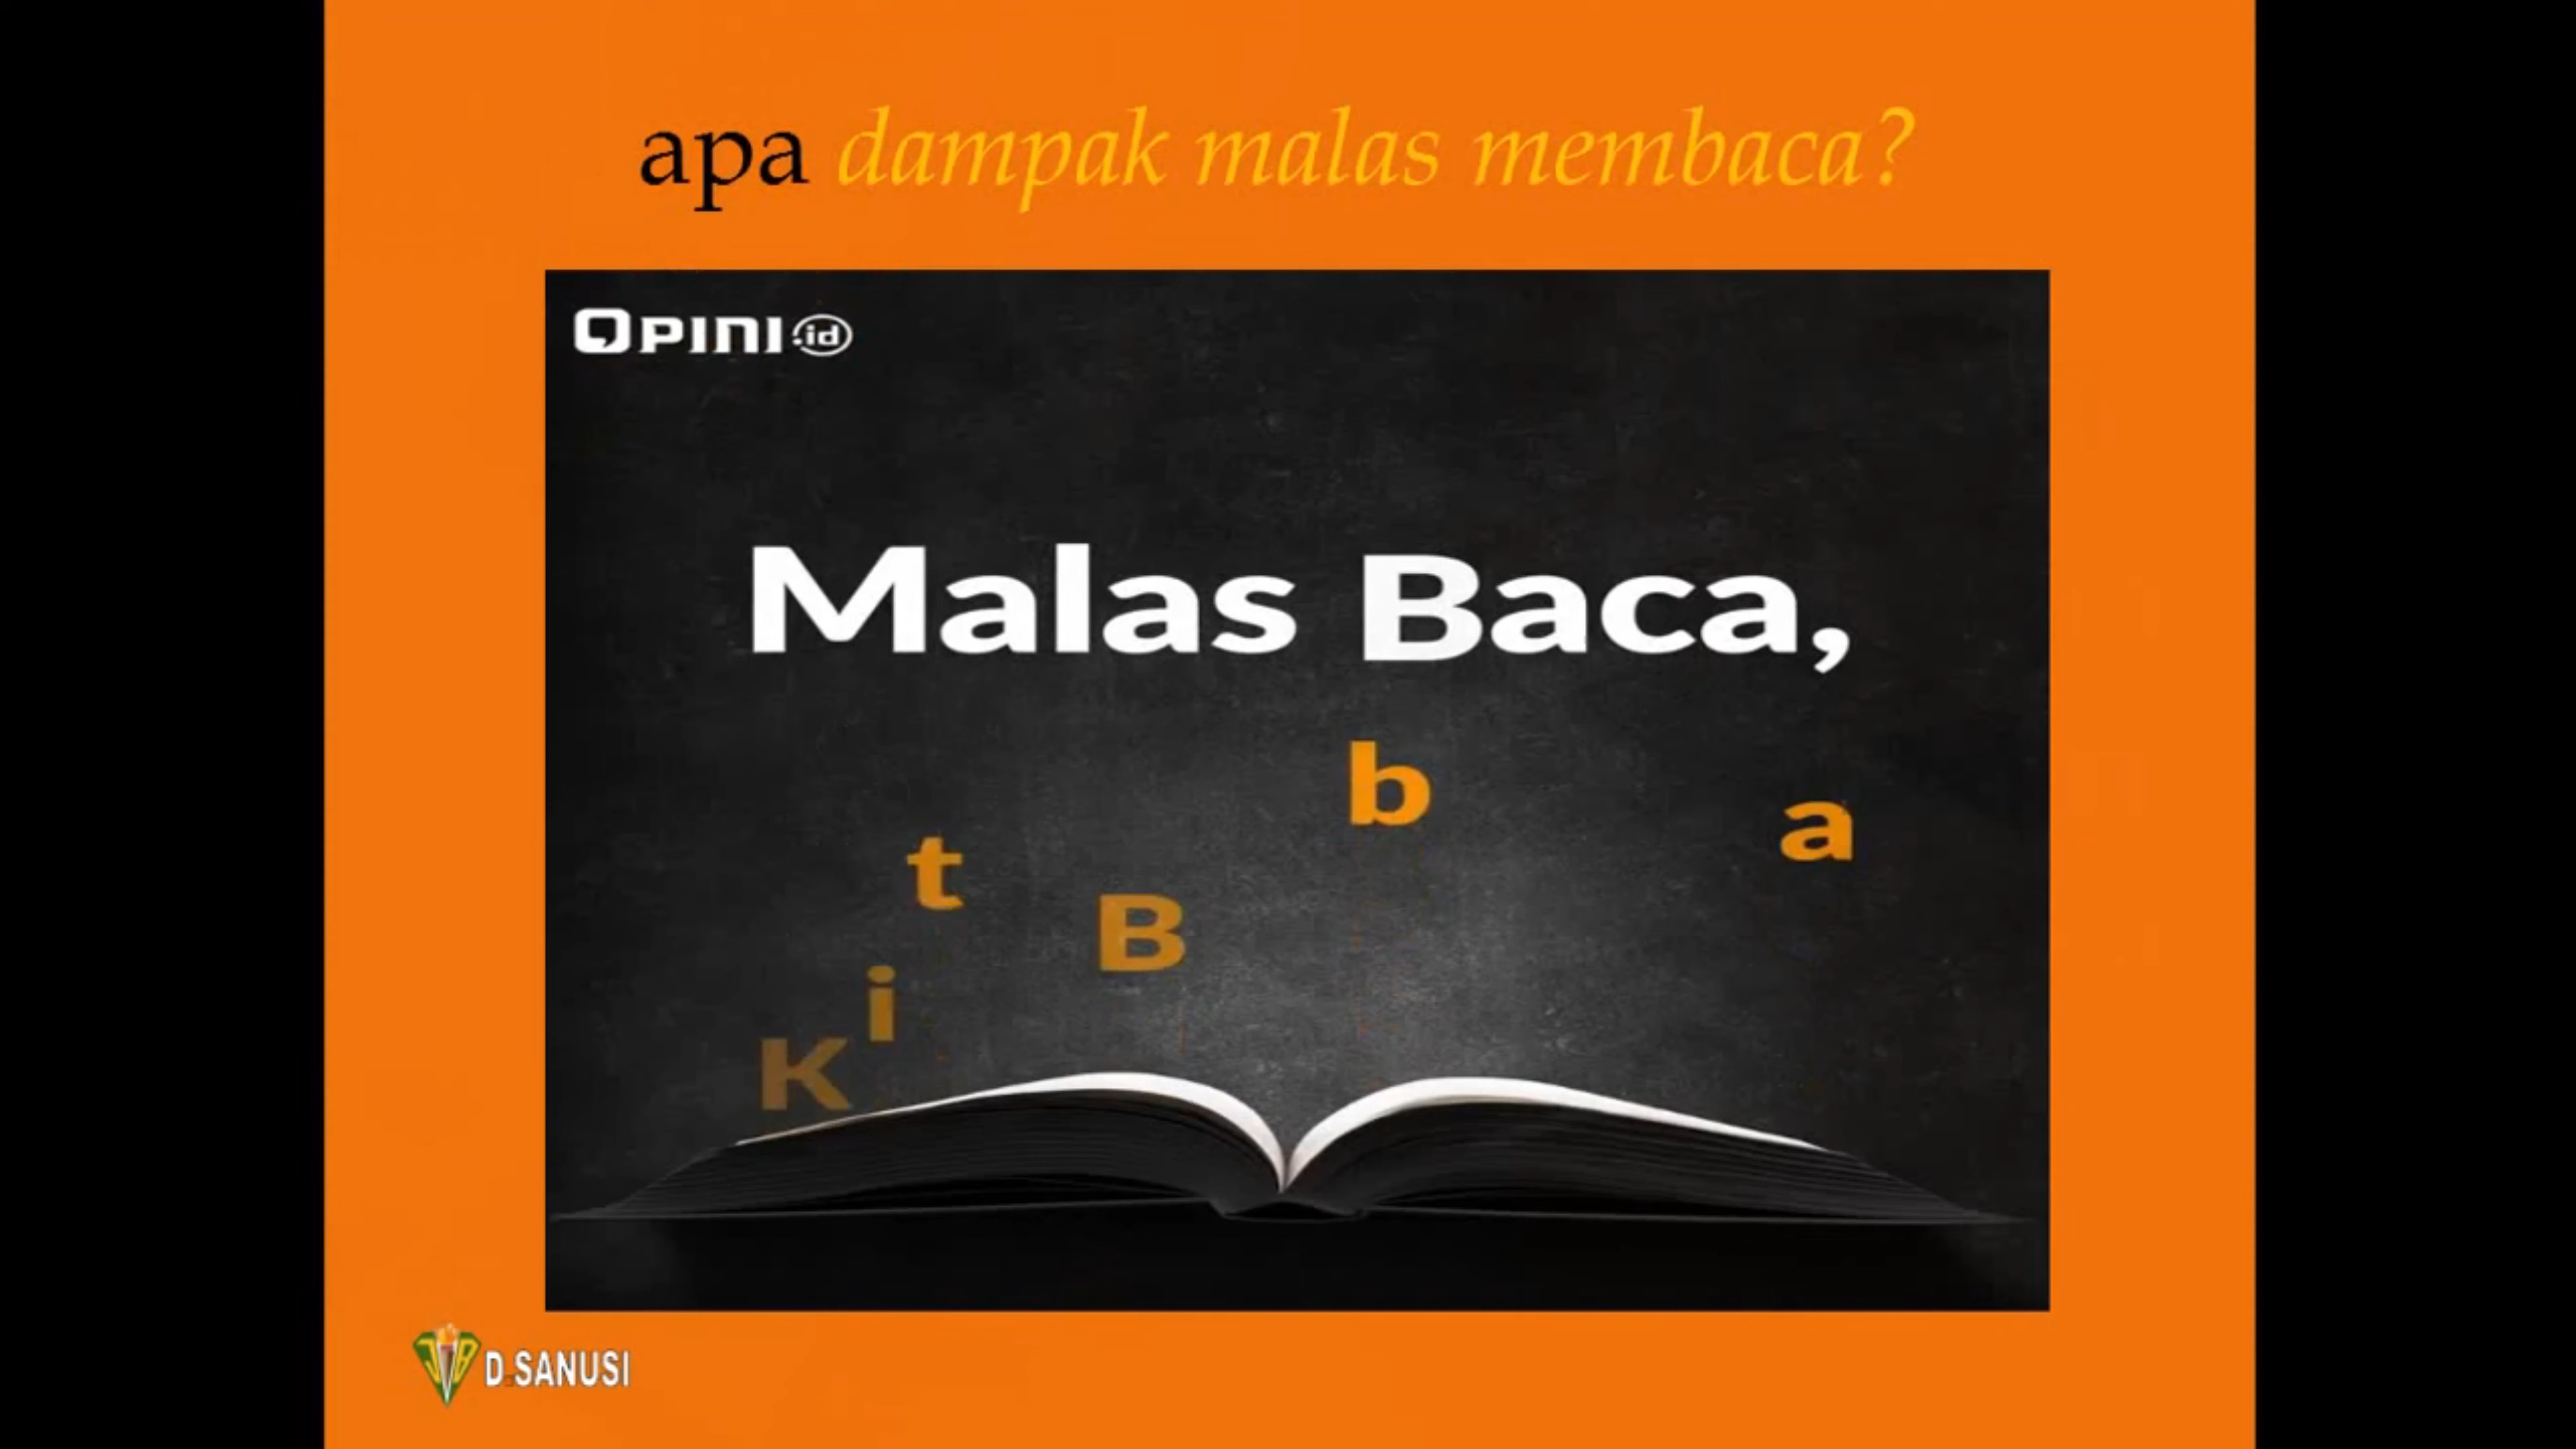 apa dampak malas membaca?
OPINI.id
Malas Baca,
b
a
t
B
i
K
D SANUSI